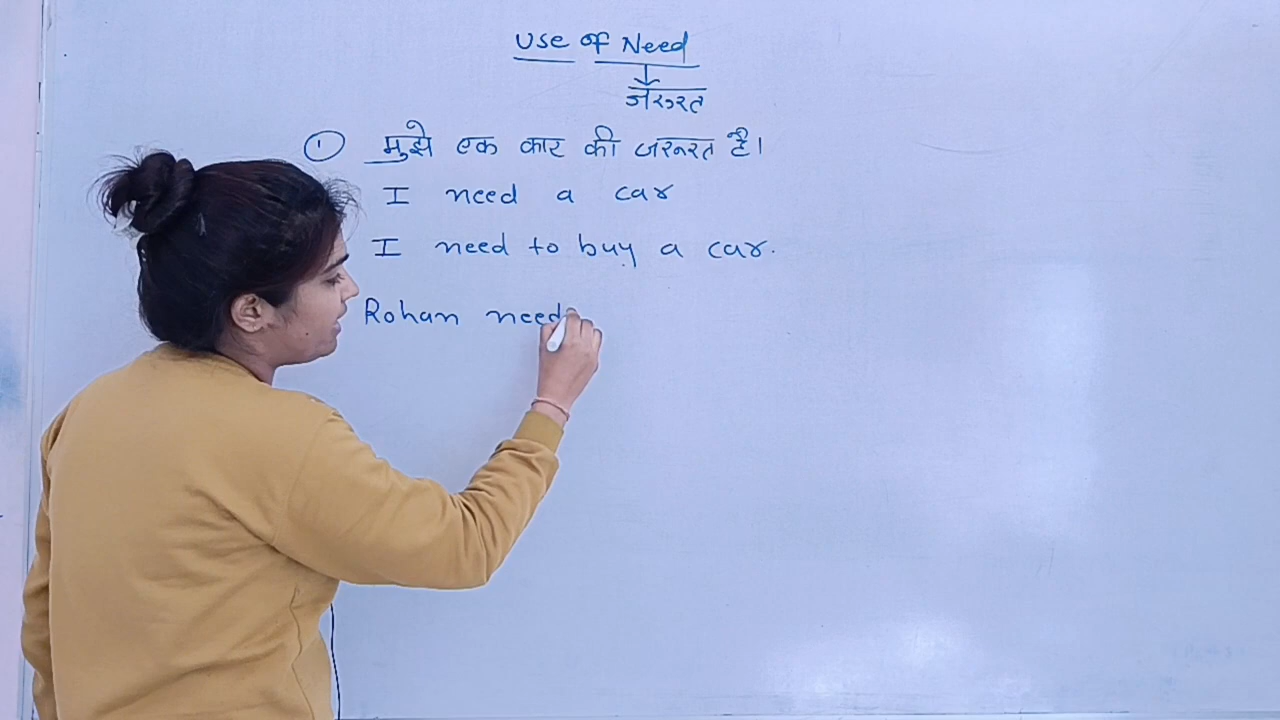 Use of Need
जरुरत
① मुझे एक कार की जरूरत है।
I need a car
I need to buy a car.
Rohan need